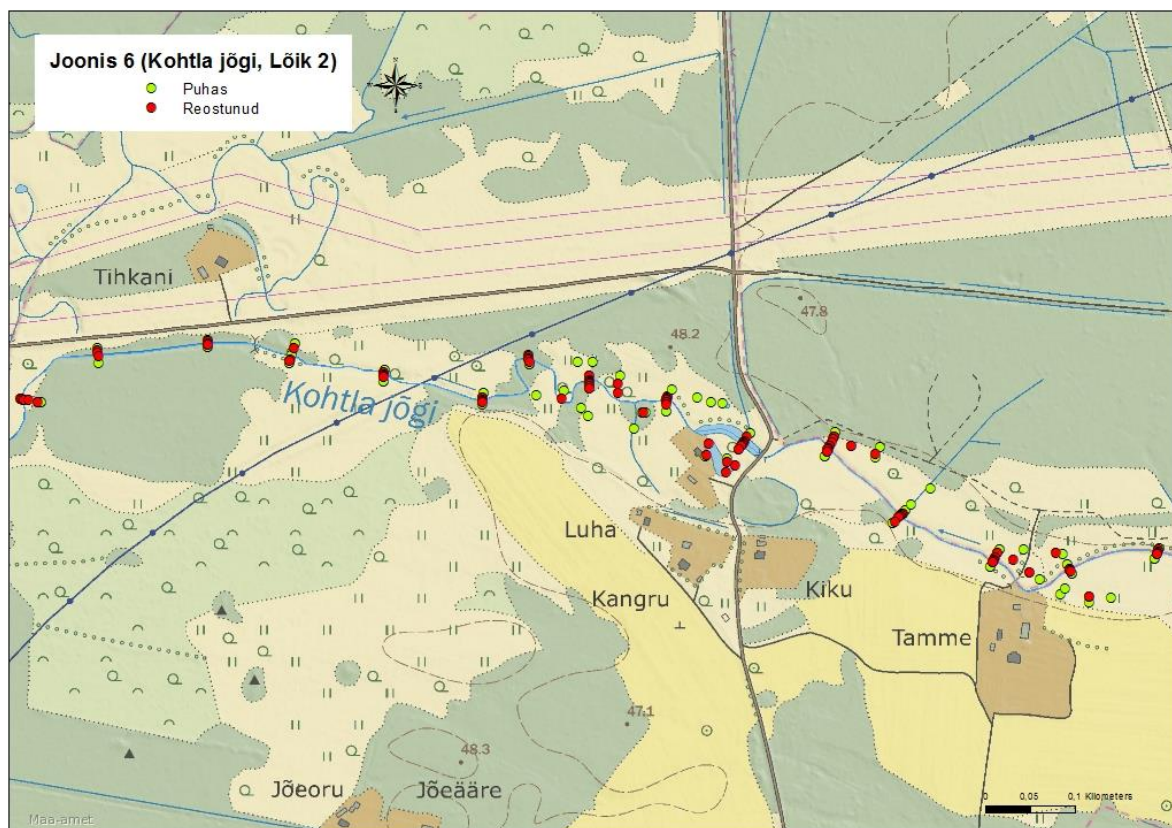 Joonis 6 (Kohtla jõgi, Lõik 2)
Puhas
Reostunud
Tihkani
47.8
48.2
Kohtla jõgi
Luha
Kangru
Kiku
Tamme
47.1
48.3
Jõeoru
Jõeääre
0 0,05 0,1 Kilometers
Maa-amet